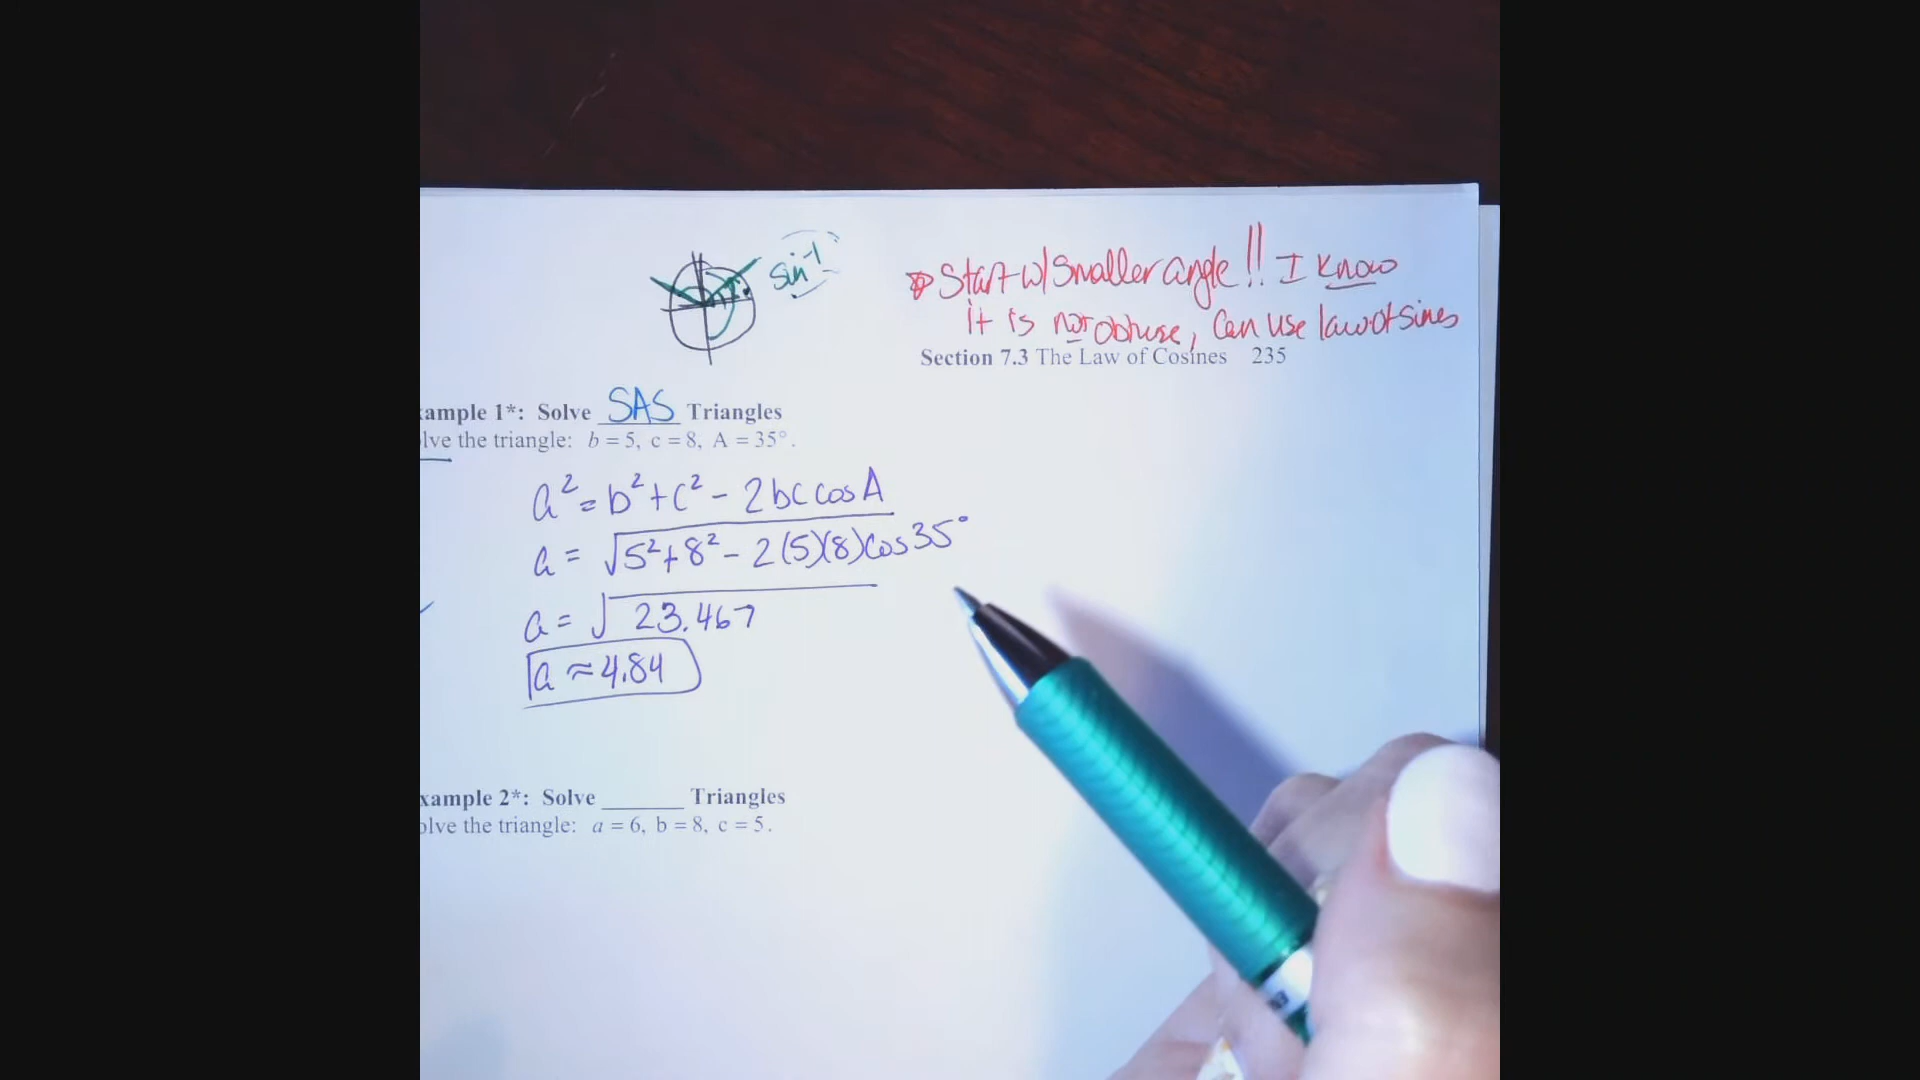 sin⁻¹
Start w/ smaller angle!! I know
it is not obtuse, can use law of sines
Section 7.3 The Law of Cosines 235
ample 1*: Solve SAS Triangles
lve the triangle: b = 5, c = 8, A = 35°.
a² = b² + c² - 2bc cos A
a = √5² + 8² - 2(5)(8)cos 35°
a = √23.467
a ≈ 4.84
xample 2*: Solve ______ Triangles
olve the triangle: a = 6, b = 8, c = 5.